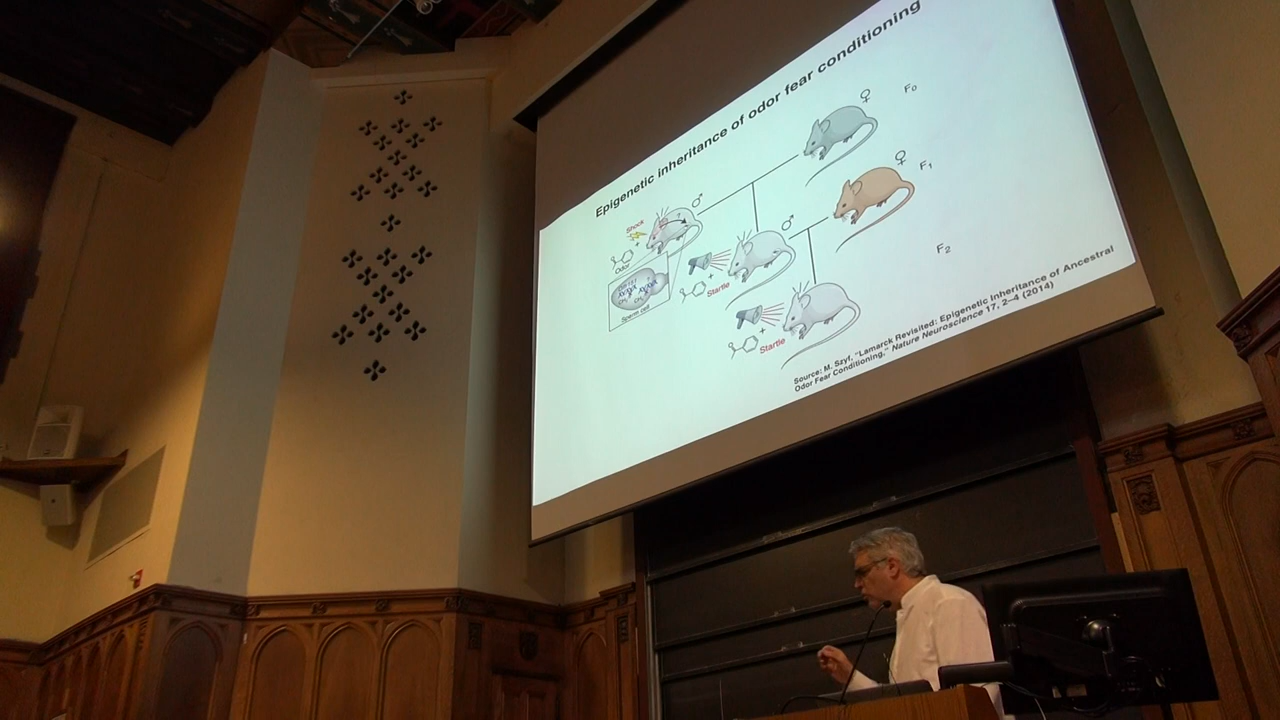 Epigenetic inheritance of odor fear conditioning
♀
F0
♀
F1
Shock
+
♂
Odor
♂
F2
+
Startle
Sperm cell
CH3
+
Startle
Source: M. Szyf, "Lamarck Revisited: Epigenetic Inheritance of Ancestral
Odor Fear Conditioning," Nature Neuroscience 17, 2–4 (2014)